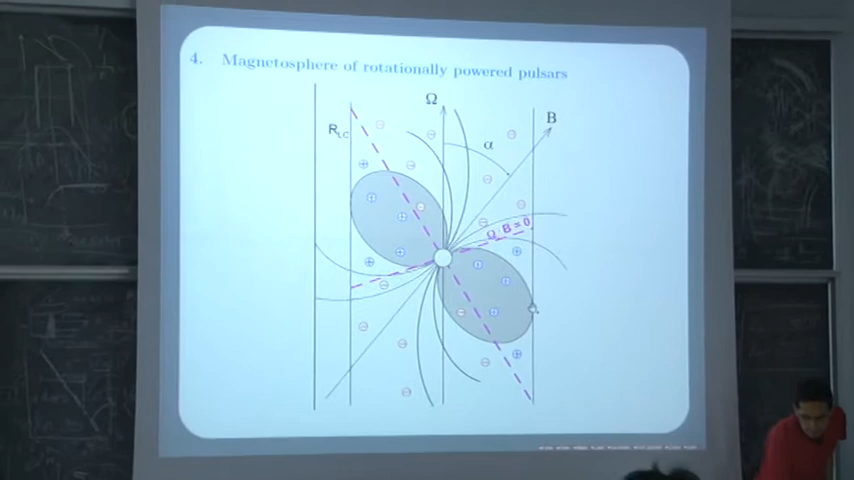 4. Magnetosphere of rotationally powered pulsars
Ω
B
R_LC
α
Ω·B = 0